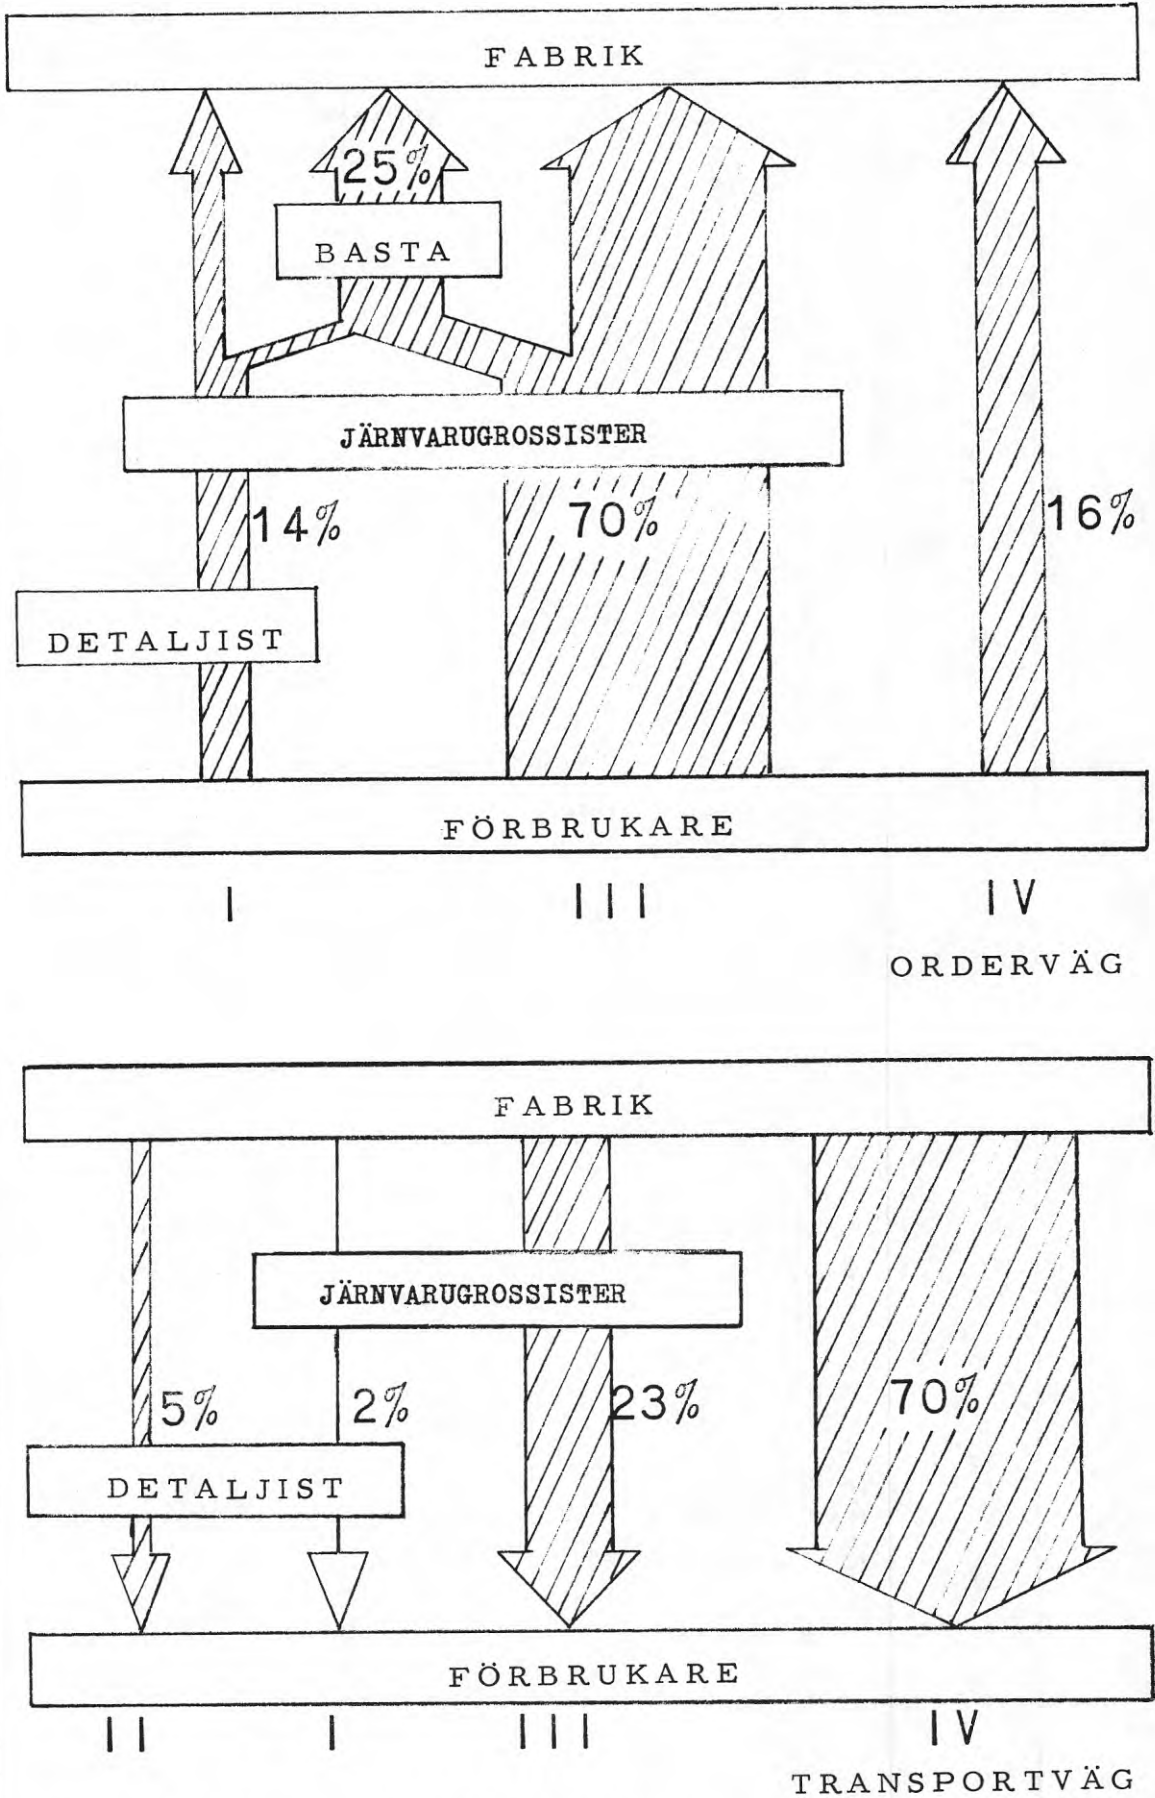 FABRIK
25%
BASTA
JÄRNVARUGROSSISTER
14% 70% 16%
DETALJIST
FÖRBRUKARE
I III IV
ORDERVÄG
FABRIK
JÄRNVARUGROSSISTER
5% 2% 23% 70%
DETALJIST
FÖRBRUKARE
II I III IV
TRANSPORTVÄG